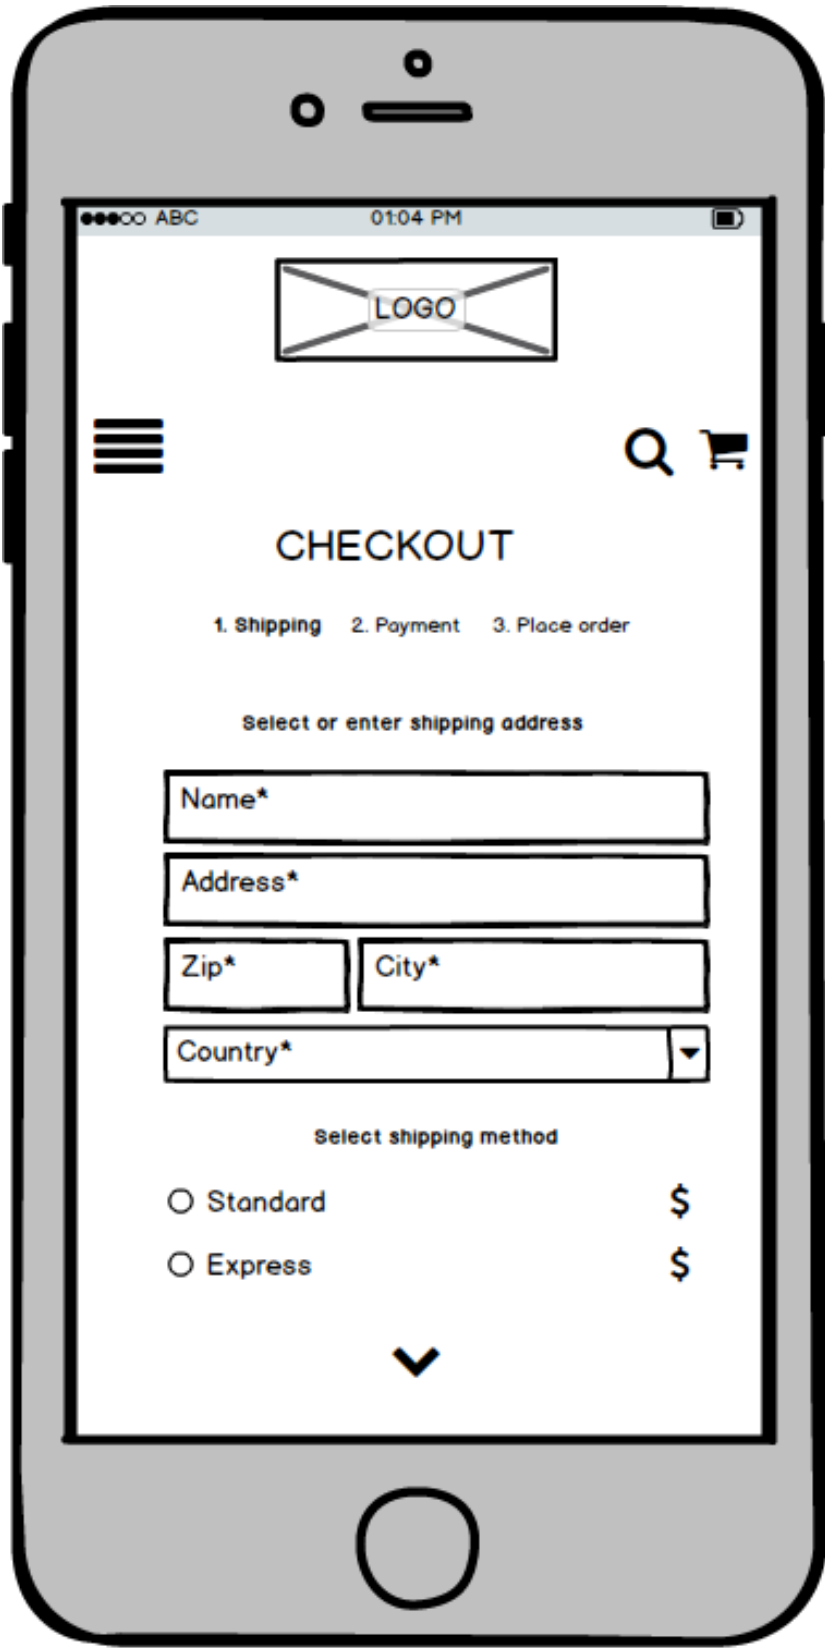 ABC 01:04 PM
LOGO
CHECKOUT
1. Shipping 2. Payment 3. Place order
Select or enter shipping address
Name*
Address*
Zip* City*
Country*
Select shipping method
Standard $
Express $